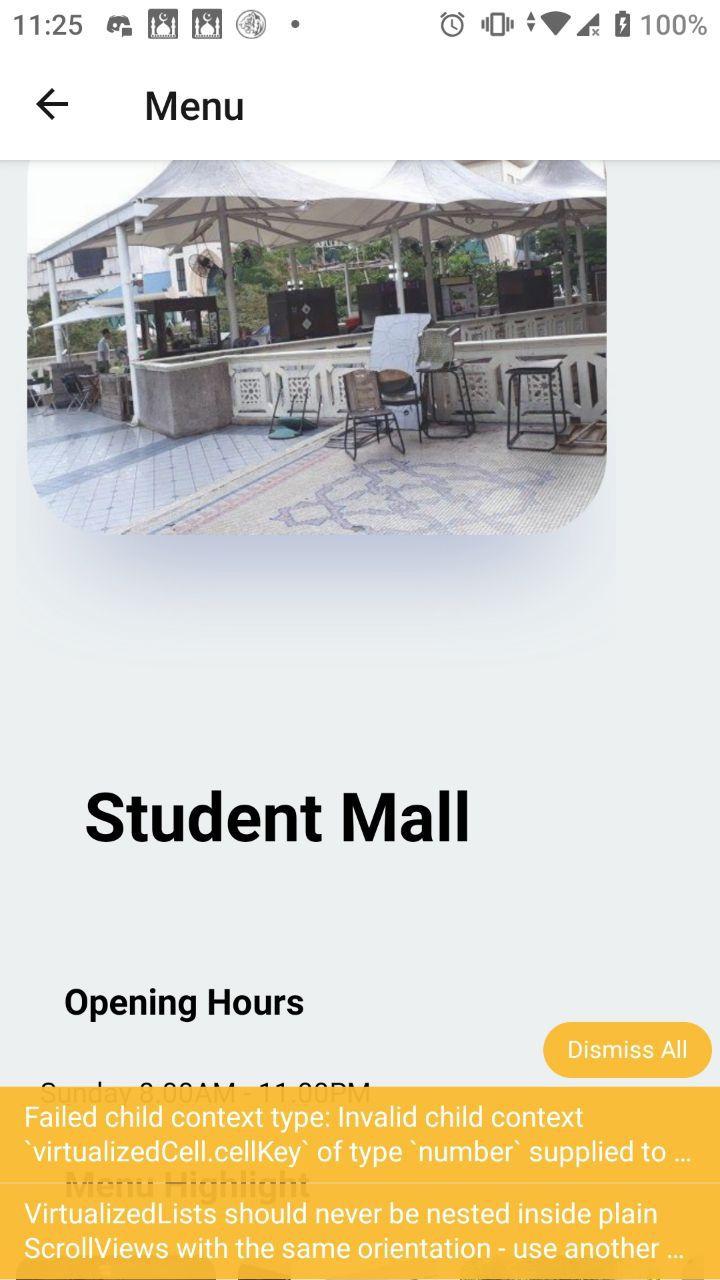 11:25
100%
Menu
Student Mall
Opening Hours
Dismiss All
Sunday 8.00AM - 11.00PM
Failed child context type: Invalid child context
`virtualizedCell.cellKey` of type `number` supplied to ...
Menu Highlight
VirtualizedLists should never be nested inside plain
ScrollViews with the same orientation - use another ...